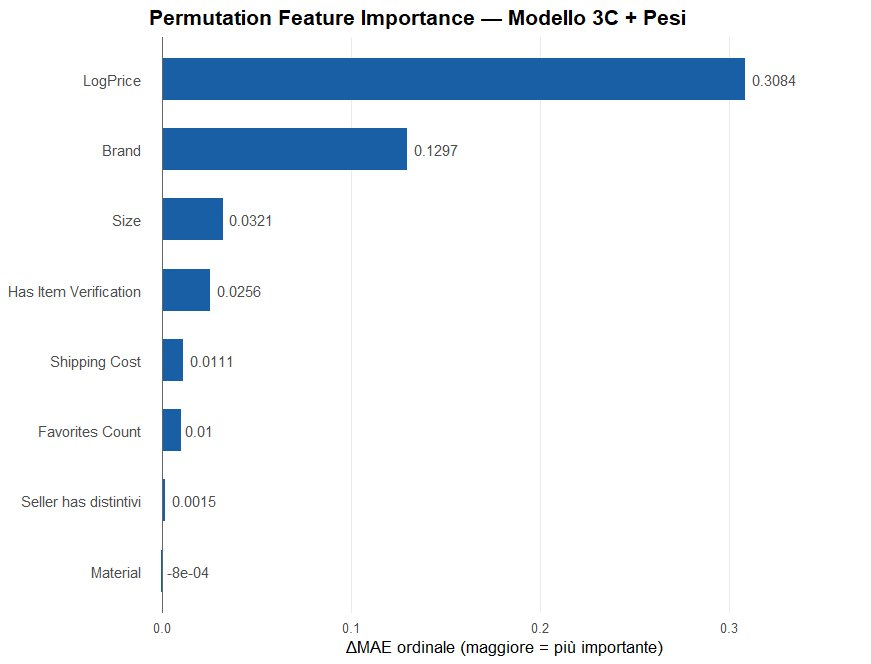 Permutation Feature Importance — Modello 3C + Pesi
LogPrice 0.3084
Brand 0.1297
Size 0.0321
Has Item Verification 0.0256
Shipping Cost 0.0111
Favorites Count 0.01
Seller has distintivi 0.0015
Material -8e-04
0.0 0.1 0.2 0.3
ΔMAE ordinale (maggiore = più importante)